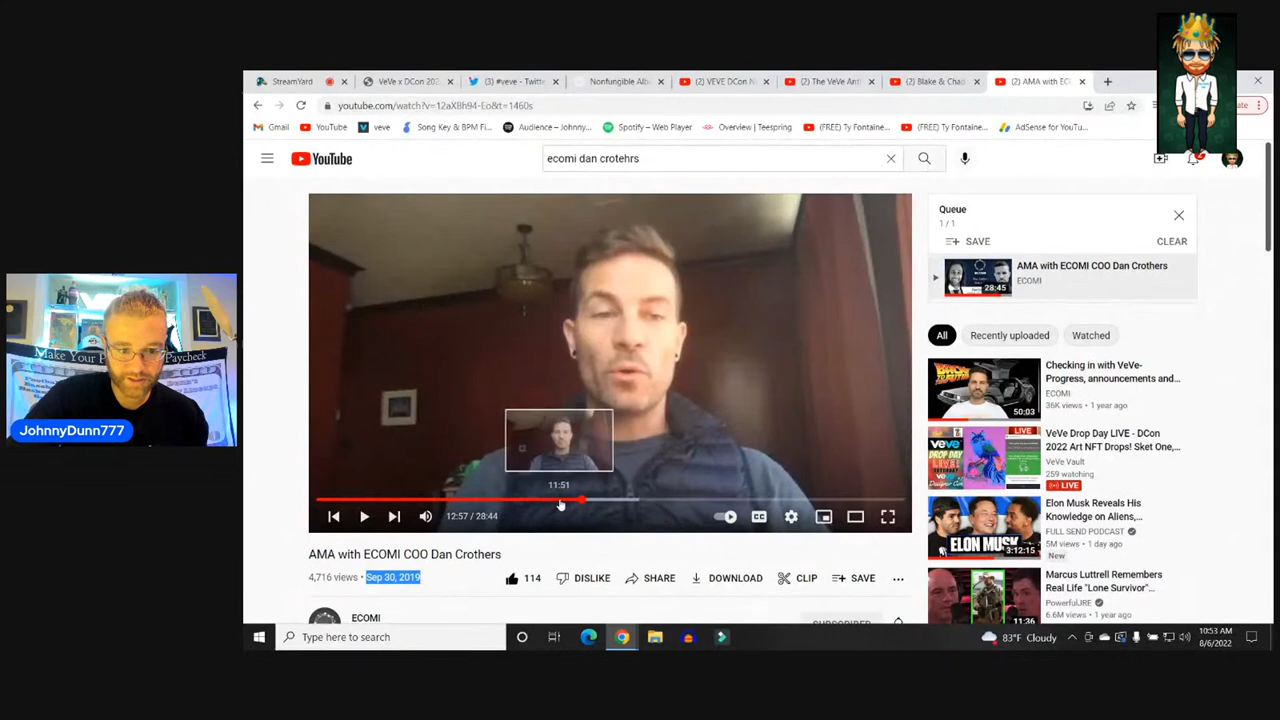 StreamYard
VeVe x DCon 202
(3) #veve - Twitte
Nonfungible Alb
(2) VEVE DCon N
(2) The VeVe Ant
(2) Blake & Chad
(2) AMA with EC
youtube.com/watch?v=12aXBh94-Eo&t=1460s
Gmail
YouTube
veve
Song Key & BPM Fi...
Audience – Johnny...
Spotify – Web Player
Overview | Teespring
(FREE) Ty Fontaine...
(FREE) Ty Fontaine...
AdSense for YouTu...
YouTube
ecomi dan crotehrs
Queue
1 / 1
SAVE
CLEAR
AMA with ECOMI COO Dan Crothers
ECOMI
28:45
All
Recently uploaded
Watched
Checking in with VeVe-
Progress, announcements and...
ECOMI
36K views • 1 year ago
50:03
VeVe Drop Day LIVE - DCon
2022 Art NFT Drops! Sket One,...
VeVe Vault
259 watching
LIVE
Elon Musk Reveals His
Knowledge on Aliens,...
FULL SEND PODCAST
5M views • 1 day ago
New
3:12:15
Marcus Luttrell Remembers
Real Life "Lone Survivor"...
PowerfulJRE
6.6M views • 1 year ago
11:36
11:51
12:57 / 28:44
AMA with ECOMI COO Dan Crothers
4,716 views • Sep 30, 2019
114
DISLIKE
SHARE
DOWNLOAD
CLIP
SAVE
ECOMI
SUBSCRIBED
Make Your
Paycheck
JohnnyDunn777
Type here to search
83°F Cloudy
10:53 AM
8/6/2022